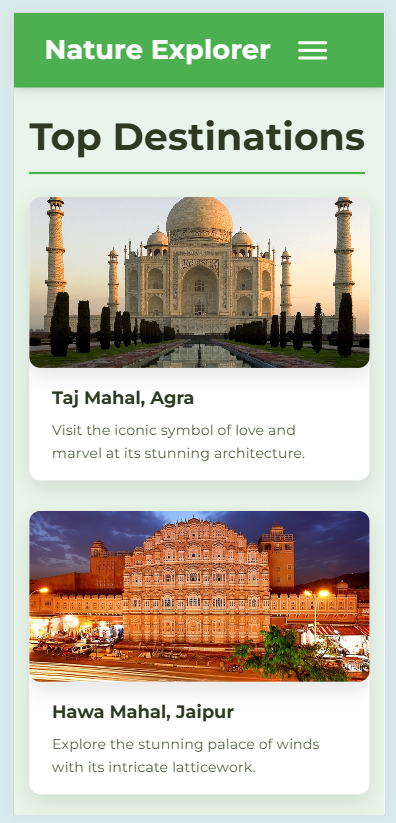 Nature Explorer
Top Destinations
Taj Mahal, Agra
Visit the iconic symbol of love and
marvel at its stunning architecture.
Hawa Mahal, Jaipur
Explore the stunning palace of winds
with its intricate latticework.